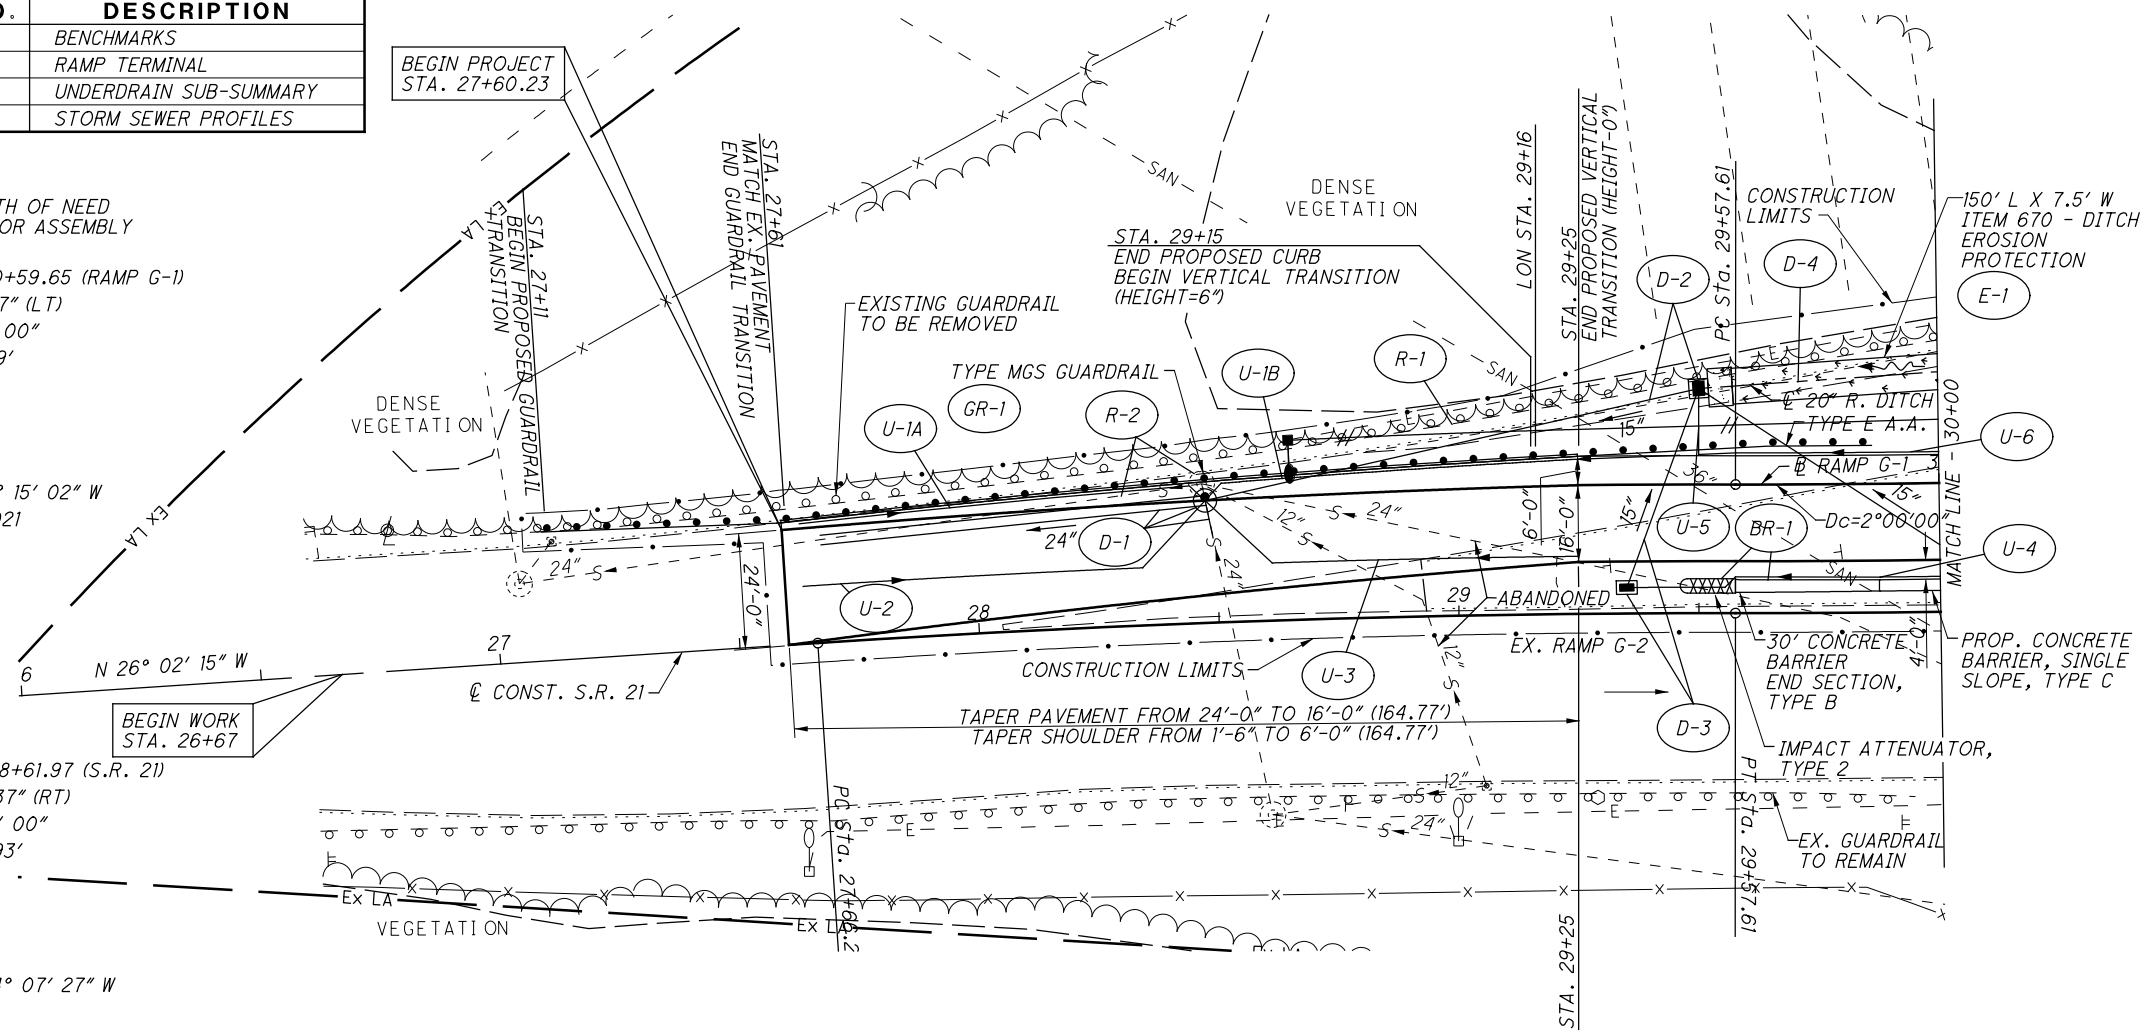 DESCRIPTION
BENCHMARKS
RAMP TERMINAL
UNDERDRAIN SUB-SUMMARY
STORM SEWER PROFILES
BEGIN PROJECT
STA. 27+60.23
TH OF NEED
OR ASSEMBLY
+59.65 (RAMP G-1)
7" (LT)
00"
9'
° 15' 02" W
021
8+61.97 (S.R. 21)
37" (RT)
' 00"
93'
° 07' 27" W
EX LA
EX LA
STA. 27+11
BEGIN PROPOSED GUARDRAIL
TRANSITION
STA. 27+61
MATCH EX. PAVEMENT
END GUARDRAIL TRANSITION
DENSE
VEGETATION
SAN
DENSE
VEGETATION
STA. 29+15
END PROPOSED CURB
BEGIN VERTICAL TRANSITION
(HEIGHT=6")
LON STA. 29+16
STA. 29+25
END PROPOSED VERTICAL
TRANSITION (HEIGHT-0")
PC Sta. 29+57.61
CONSTRUCTION
LIMITS
150' L X 7.5' W
ITEM 670 - DITCH
EROSION
PROTECTION
E-1
D-2
D-4
EXISTING GUARDRAIL
TO BE REMOVED
TYPE MGS GUARDRAIL
GR-1
U-1A
R-2
U-1B
R-1
SAN
E
E
15"
℄ 20" R. DITCH
TYPE E A.A.
U-6
MATCH LINE - 30+00
36"
15"
15"
Dc=2°00'00"
U-5
BR-1
U-4
SAN
24"
S
24"
D-1
12"
S
24"
S
24"
S
6'-0"
16'-0"
24'-0"
U-2
28
29
ABANDONED
27
6
N 26° 02' 15" W
℄ CONST. S.R. 21
BEGIN WORK
STA. 26+67
CONSTRUCTION LIMITS
U-3
12"
S
EX. RAMP G-2
30' CONCRETE
BARRIER
END SECTION,
TYPE B
4'-0"
PROP. CONCRETE
BARRIER, SINGLE
SLOPE, TYPE C
TAPER PAVEMENT FROM 24'-0" TO 16'-0" (164.77')
TAPER SHOULDER FROM 1'-6" TO 6'-0" (164.77')
D-3
IMPACT ATTENUATOR,
TYPE 2
12"
S
S
24"
E
E
EX. GUARDRAIL
TO REMAIN
PT Sta. 29+57.61
STA. 29+25
Ex LA
VEGETATION
Ex LA